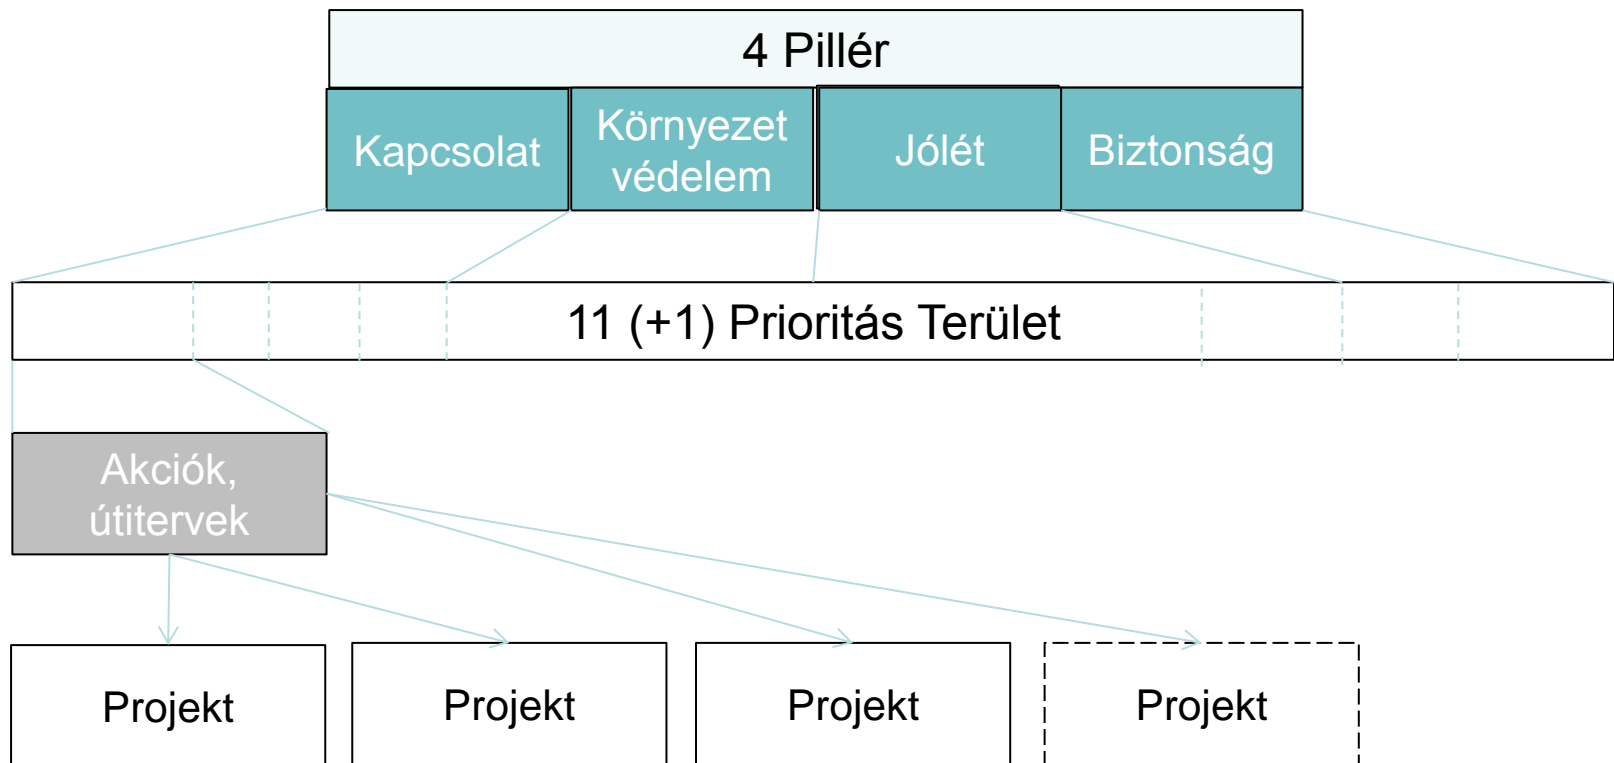 4 Pillér
Kapcsolat
Környezet
védelem
Jólét
Biztonság
11 (+1) Prioritás Terület
Akciók,
útitervek
Projekt
Projekt
Projekt
Projekt